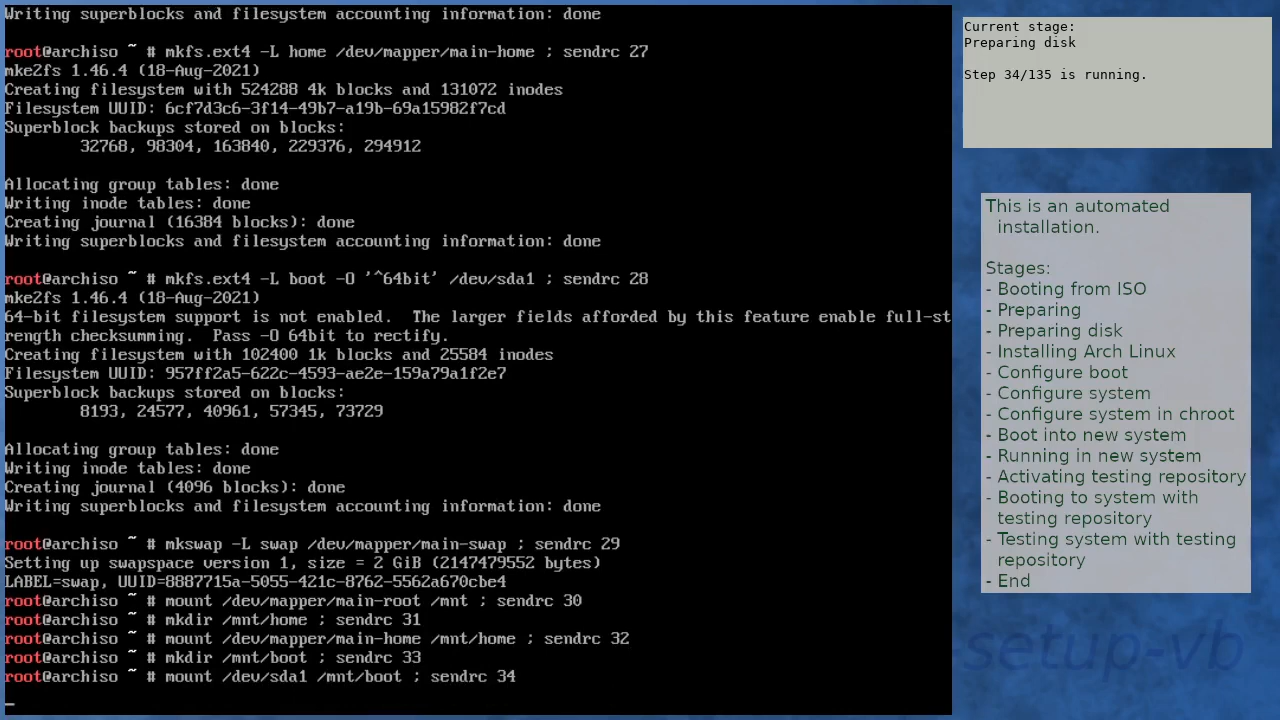 Writing superblocks and filesystem accounting information: done
root@archiso ~ # mkfs.ext4 -L home /dev/mapper/main-home ; sendrc 27
mke2fs 1.46.4 (18-Aug-2021)
Creating filesystem with 524288 4k blocks and 131072 inodes
Filesystem UUID: 6cf7d3c6-3f14-49b7-a19b-69a15982f7cd
Superblock backups stored on blocks:
32768, 98304, 163840, 229376, 294912
Allocating group tables: done
Writing inode tables: done
Creating journal (16384 blocks): done
Writing superblocks and filesystem accounting information: done
root@archiso ~ # mkfs.ext4 -L boot -O '^64bit' /dev/sda1 ; sendrc 28
mke2fs 1.46.4 (18-Aug-2021)
64-bit filesystem support is not enabled.  The larger fields afforded by this feature enable full-st
rength checksumming.  Pass -O 64bit to rectify.
Creating filesystem with 102400 1k blocks and 25584 inodes
Filesystem UUID: 957ff2a5-622c-4593-ae2e-159a79a1f2e7
Superblock backups stored on blocks:
8193, 24577, 40961, 57345, 73729
Allocating group tables: done
Writing inode tables: done
Creating journal (4096 blocks): done
Writing superblocks and filesystem accounting information: done
root@archiso ~ # mkswap -L swap /dev/mapper/main-swap ; sendrc 29
Setting up swapspace version 1, size = 2 GiB (2147479552 bytes)
LABEL=swap, UUID=8887715a-5055-421c-8762-5562a670cbe4
root@archiso ~ # mount /dev/mapper/main-root /mnt ; sendrc 30
root@archiso ~ # mkdir /mnt/home ; sendrc 31
root@archiso ~ # mount /dev/mapper/main-home /mnt/home ; sendrc 32
root@archiso ~ # mkdir /mnt/boot ; sendrc 33
root@archiso ~ # mount /dev/sda1 /mnt/boot ; sendrc 34
Current stage:
Preparing disk
Step 34/135 is running.
This is an automated
installation.
Stages:
- Booting from ISO
- Preparing
- Preparing disk
- Installing Arch Linux
- Configure boot
- Configure system
- Configure system in chroot
- Boot into new system
- Running in new system
- Activating testing repository
- Booting to system with
testing repository
- Testing system with testing
repository
- End
-setup-vb